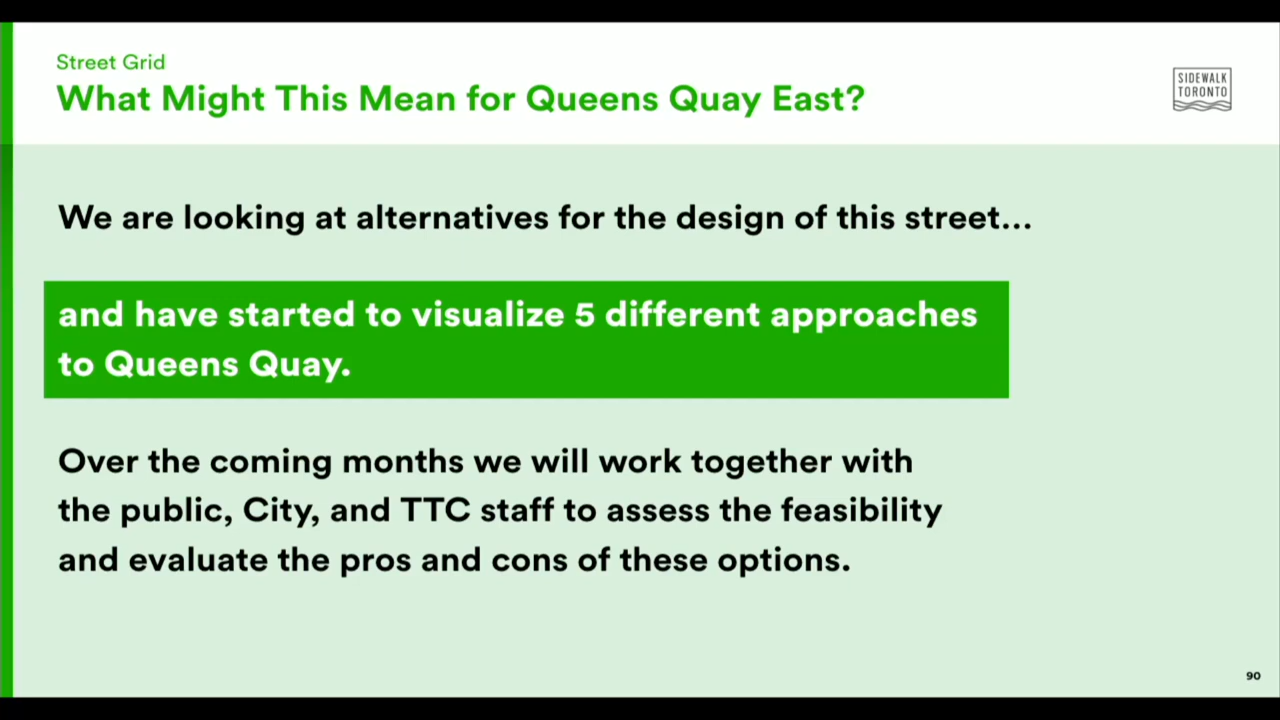 Street Grid
What Might This Mean for Queens Quay East?
SIDEWALK
TORONTO
We are looking at alternatives for the design of this street...
and have started to visualize 5 different approaches
to Queens Quay.
Over the coming months we will work together with
the public, City, and TTC staff to assess the feasibility
and evaluate the pros and cons of these options.
90